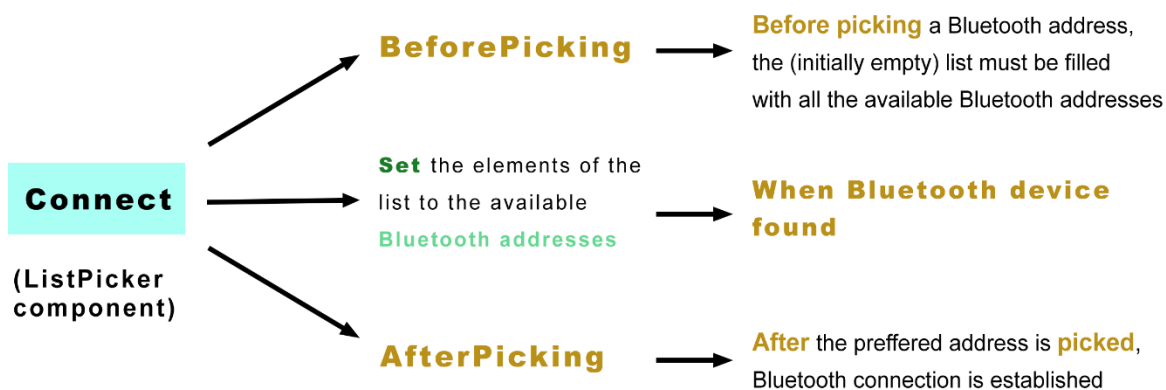 BeforePicking
Before picking a Bluetooth address,
the (initially empty) list must be filled
with all the available Bluetooth addresses
Connect
(ListPicker
component)
Set the elements of the
list to the available
Bluetooth addresses
When Bluetooth device
found
AfterPicking
After the preffered address is picked,
Bluetooth connection is established